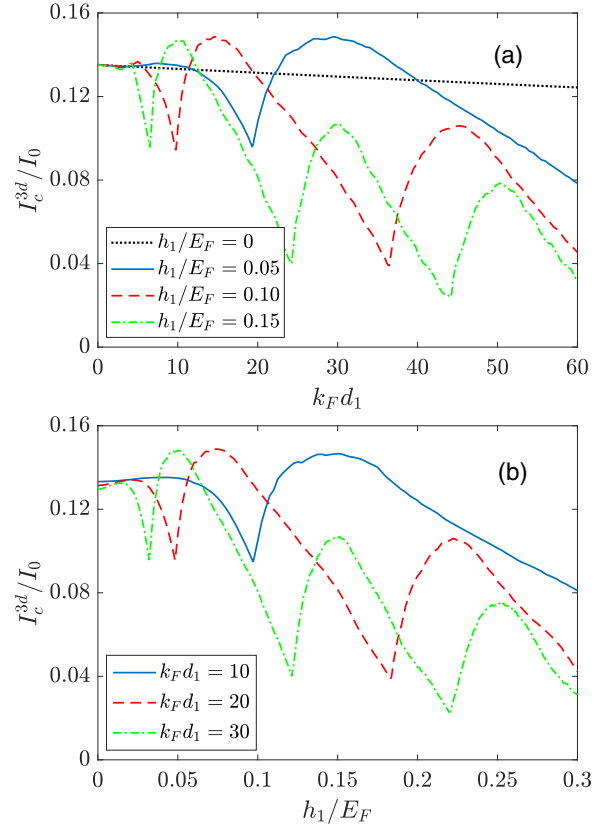 (a)
0.16
0.12
0.08
0.04
0
I_c^{3d}/I_0
h_1/E_F = 0
h_1/E_F = 0.05
h_1/E_F = 0.10
h_1/E_F = 0.15
0 10 20 30 40 50 60
k_F d_1
(b)
0.16
0.12
0.08
0.04
0
I_c^{3d}/I_0
k_F d_1 = 10
k_F d_1 = 20
k_F d_1 = 30
0 0.05 0.1 0.15 0.2 0.25 0.3
h_1/E_F